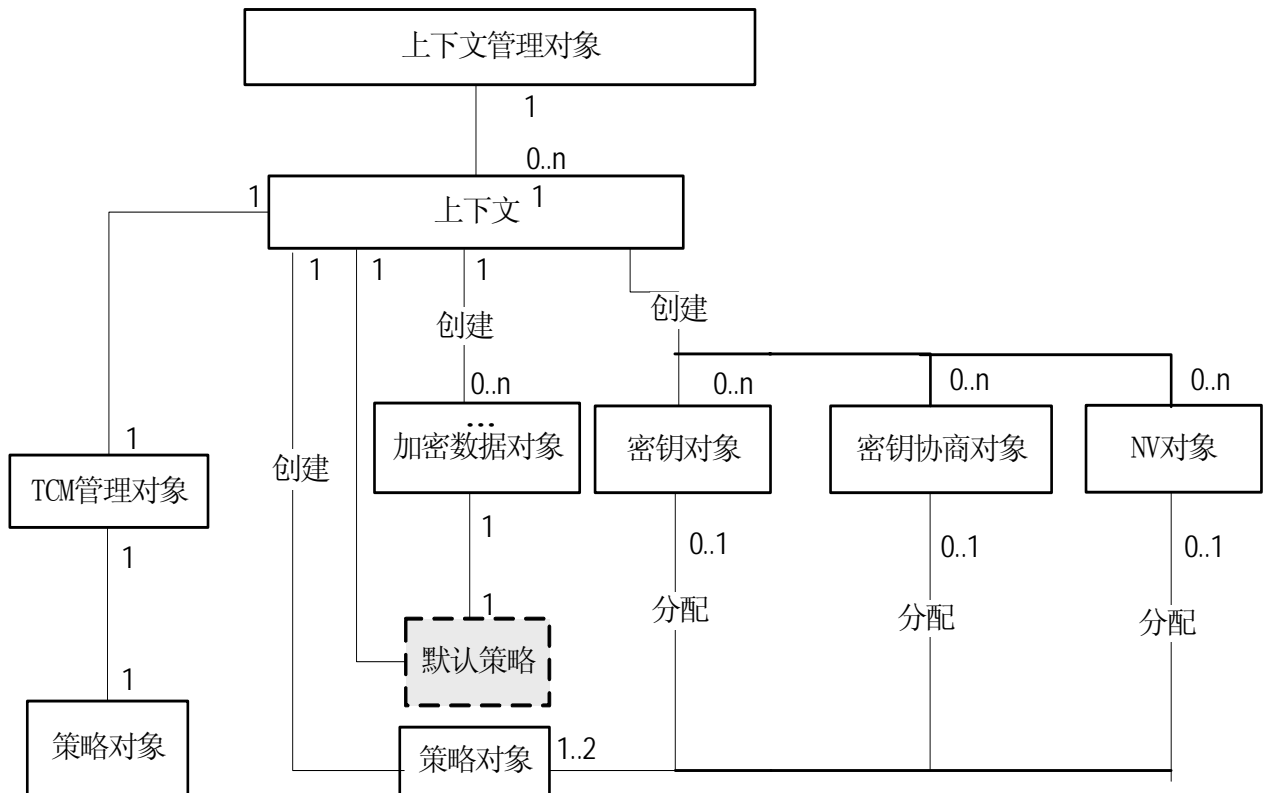 上下文管理对象
1
0..n
1
上下文 1
1
1
1
创建
创建
0..n
0..n
0..n
0..n
...
加密数据对象
密钥对象
密钥协商对象
NV对象
1
TCM管理对象
创建
1
1
0..1
0..1
0..1
1
分配
分配
分配
默认策略
1
策略对象
策略对象
1..2